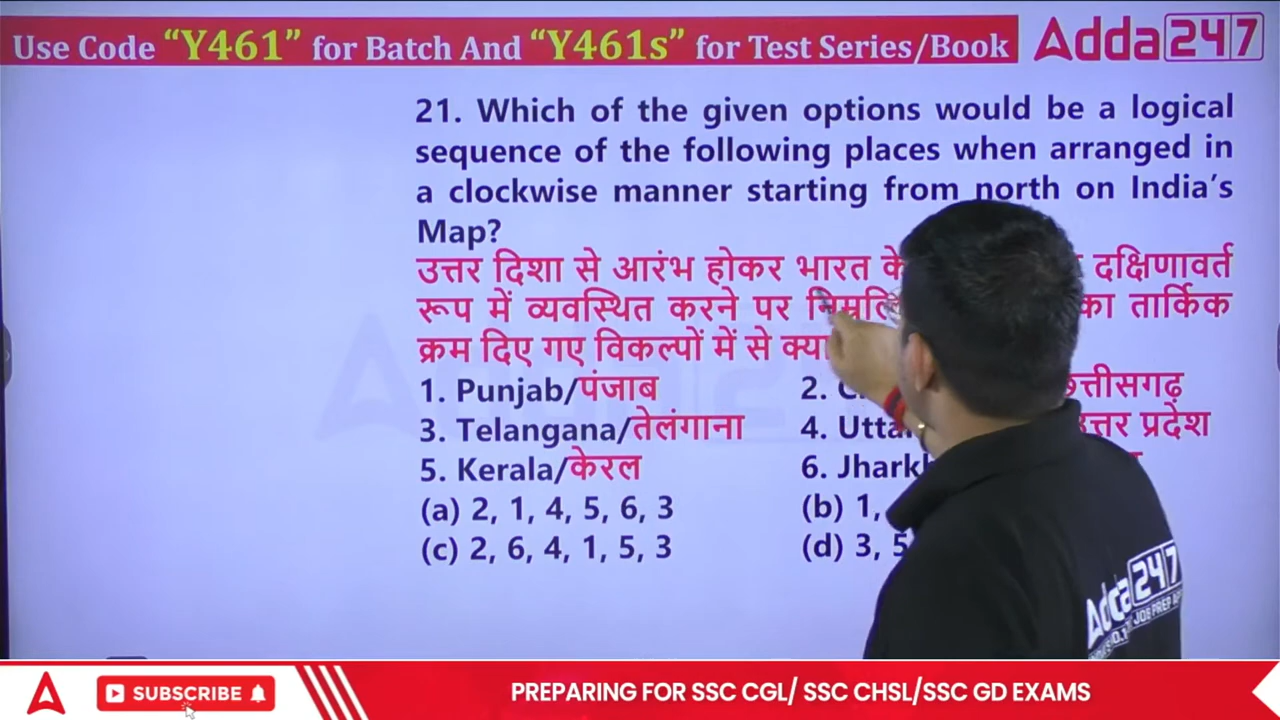 Use Code “Y461” for Batch And “Y461s” for Test Series/Book Adda247
21. Which of the given options would be a logical
sequence of the following places when arranged in
a clockwise manner starting from north on India’s
Map?
उत्तर दिशा से आरंभ होकर भारत के दक्षिणावर्त
रूप में व्यवस्थित करने पर का तार्किक
क्रम दिए गए विकल्पों में से क्या
1. Punjab/पंजाब 2.
3. Telangana/तेलंगाना 4. उत्तर प्रदेश
5. Kerala/केरल 6.
(a) 2, 1, 4, 5, 6, 3 (b) 1,
(c) 2, 6, 4, 1, 5, 3 (d) 3, 5
Adda247
JOB PREP
SUBSCRIBE
PREPARING FOR SSC CGL/ SSC CHSL/SSC GD EXAMS